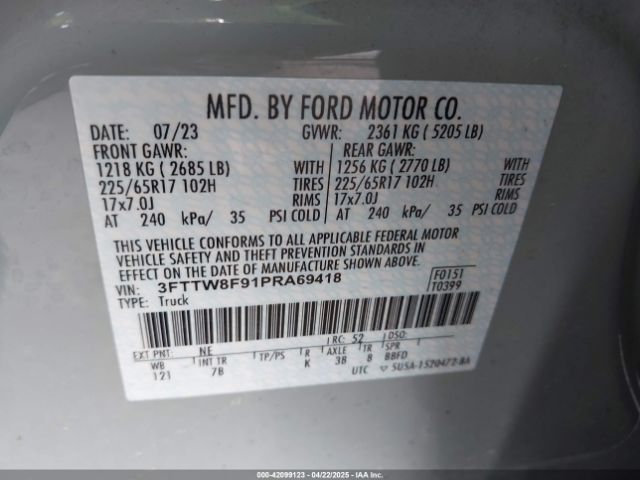 MFD. BY FORD MOTOR CO.
DATE: 07/23 GVWR: 2361 KG ( 5205 LB)
FRONT GAWR: REAR GAWR:
1218 KG ( 2685 LB) WITH 1256 KG ( 2770 LB) WITH
225/65R17 102H TIRES 225/65R17 102H TIRES
17x7.0J RIMS 17x7.0J RIMS
AT 240 kPa/ 35 PSI COLD AT 240 kPa/ 35 PSI COLD
THIS VEHICLE CONFORMS TO ALL APPLICABLE FEDERAL MOTOR
VEHICLE SAFETY AND THEFT PREVENTION STANDARDS IN
EFFECT ON THE DATE OF MANUFACTURE SHOWN ABOVE.
VIN: 3FTTW8F91PRA69418 F0151
TYPE: Truck T0399
EXT PNT: NE RC: 52 DSO:
WB INT TR TP/PS R AXLE TR SPR
121 7B K 38 8 BBFD
UTC ▽ 5U5A-1520472-BA
000-42099123 - 04/22/2025 - IAAI.COM